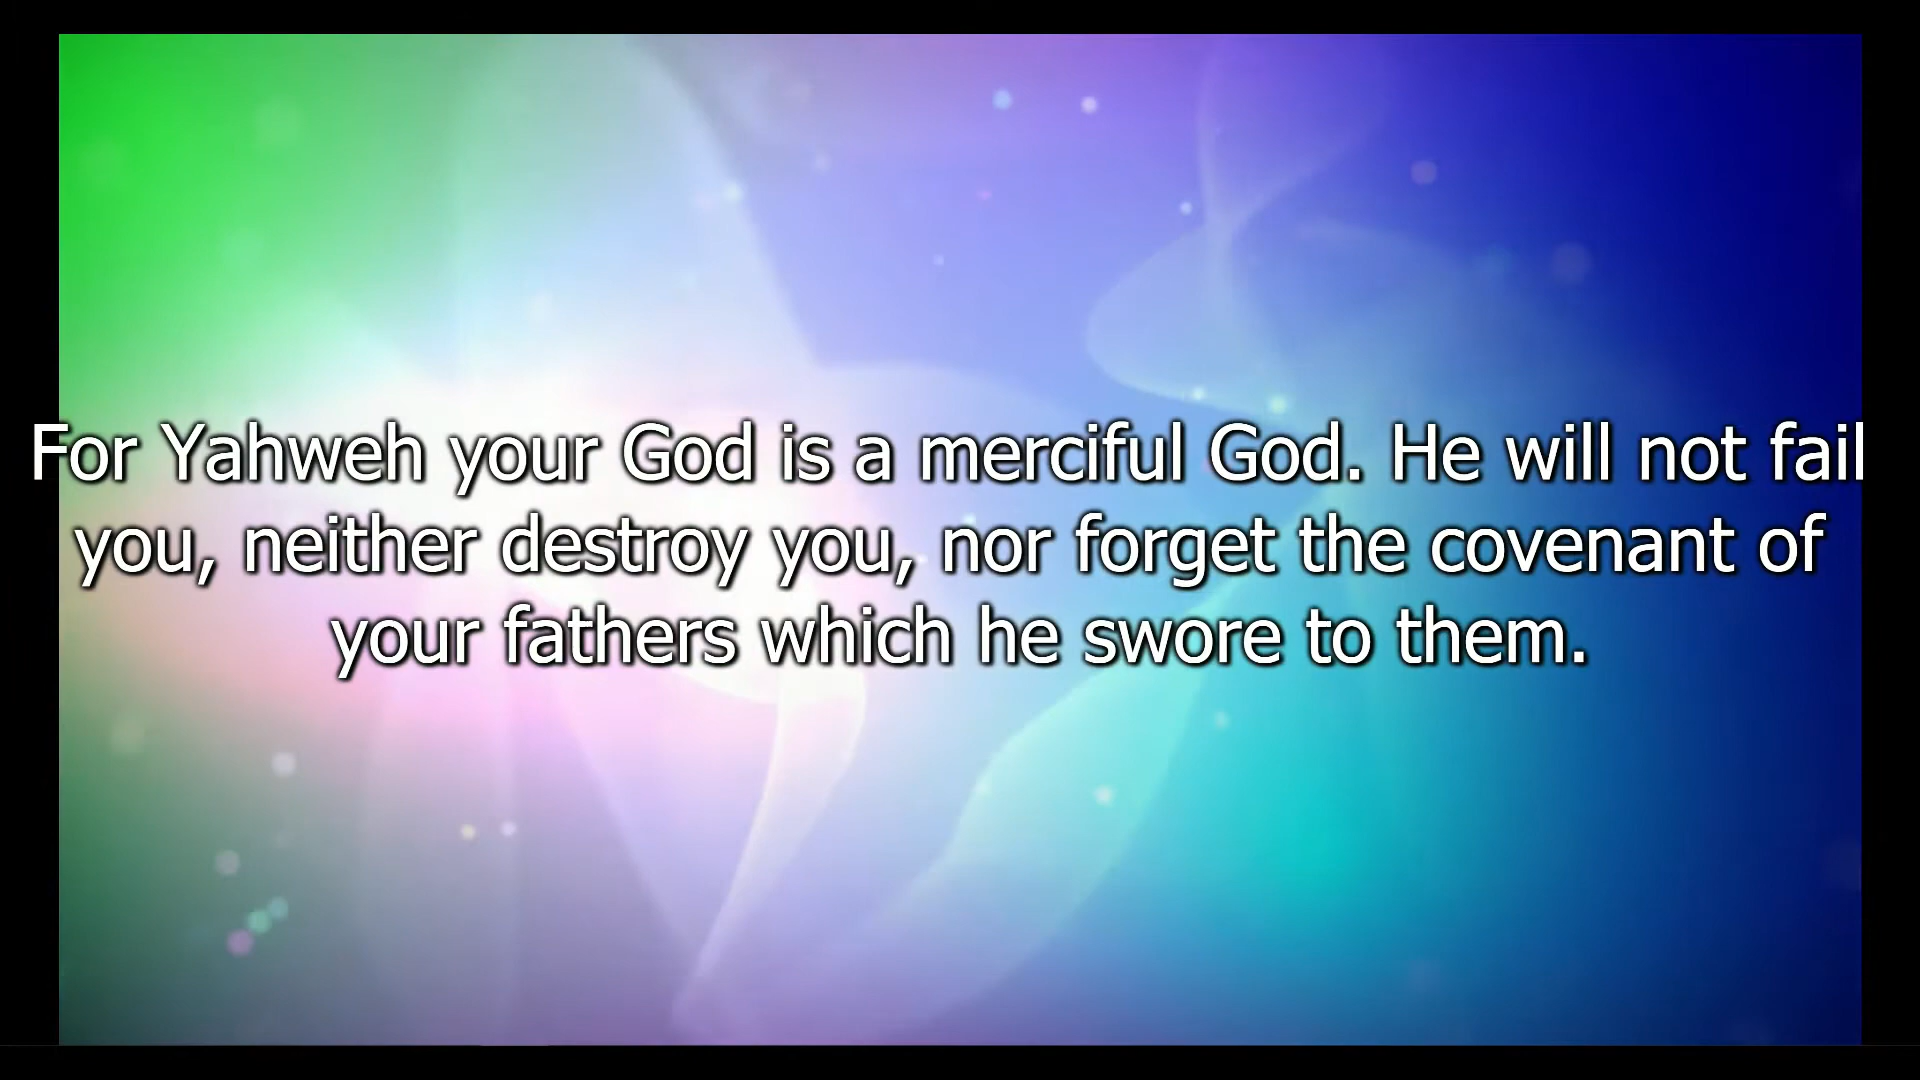 For Yahweh your God is a merciful God. He will not fail
you, neither destroy you, nor forget the covenant of
your fathers which he swore to them.